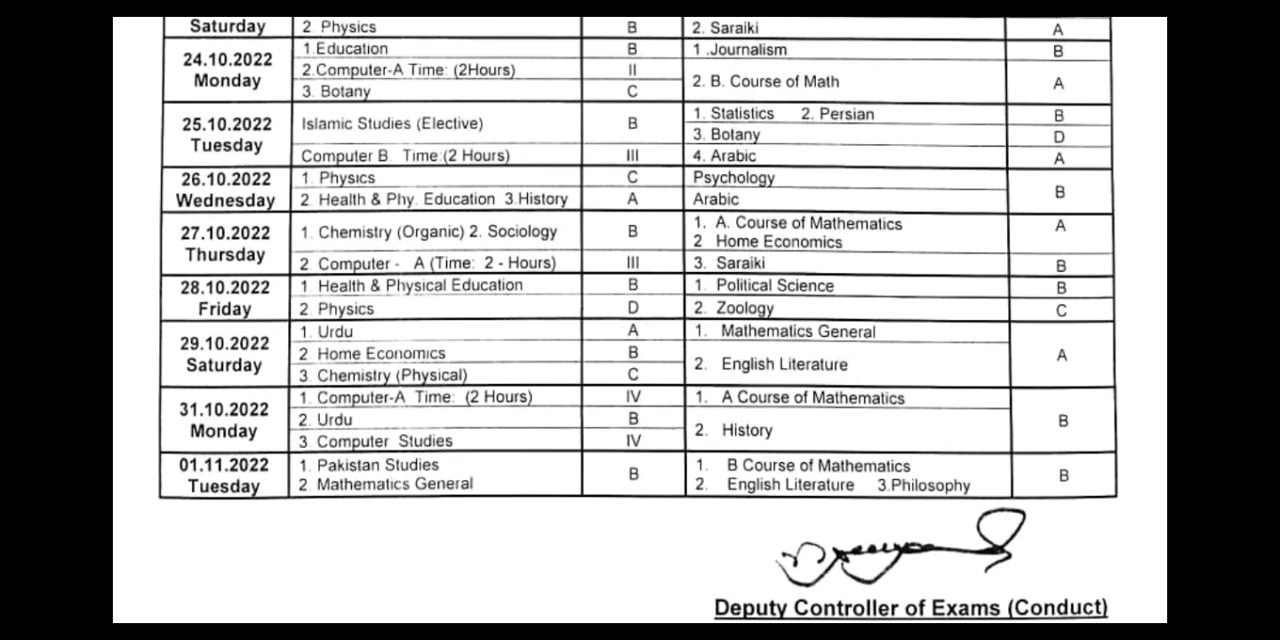 Saturday 2. Physics B 2. Saraiki A
24.10.2022 Monday 1.Education B 1 .Journalism B
2.Computer-A Time: (2Hours) II 2. B. Course of Math A
3. Botany C
25.10.2022 Tuesday Islamic Studies (Elective) B 1. Statistics 2. Persian B
3. Botany D
Computer B. Time:(2 Hours) III 4. Arabic A
26.10.2022 Wednesday 1. Physics C Psychology B
2. Health & Phy. Education 3.History A Arabic
27.10.2022 Thursday 1. Chemistry (Organic) 2. Sociology B 1. A. Course of Mathematics A
2 Home Economics
2 Computer - A (Time: 2 - Hours) III 3. Saraiki B
28.10.2022 Friday 1 Health & Physical Education B 1. Political Science B
2. Physics D 2. Zoology C
29.10.2022 Saturday 1. Urdu A 1. Mathematics General A
2. Home Economics B 2. English Literature
3. Chemistry (Physical) C
31.10.2022 Monday 1. Computer-A Time: (2 Hours) IV 1. A Course of Mathematics B
2. Urdu B 2. History
3 Computer Studies IV
01.11.2022 Tuesday 1. Pakistan Studies B 1. B Course of Mathematics B
2. Mathematics General 2. English Literature 3.Philosophy
Deputy Controller of Exams (Conduct)